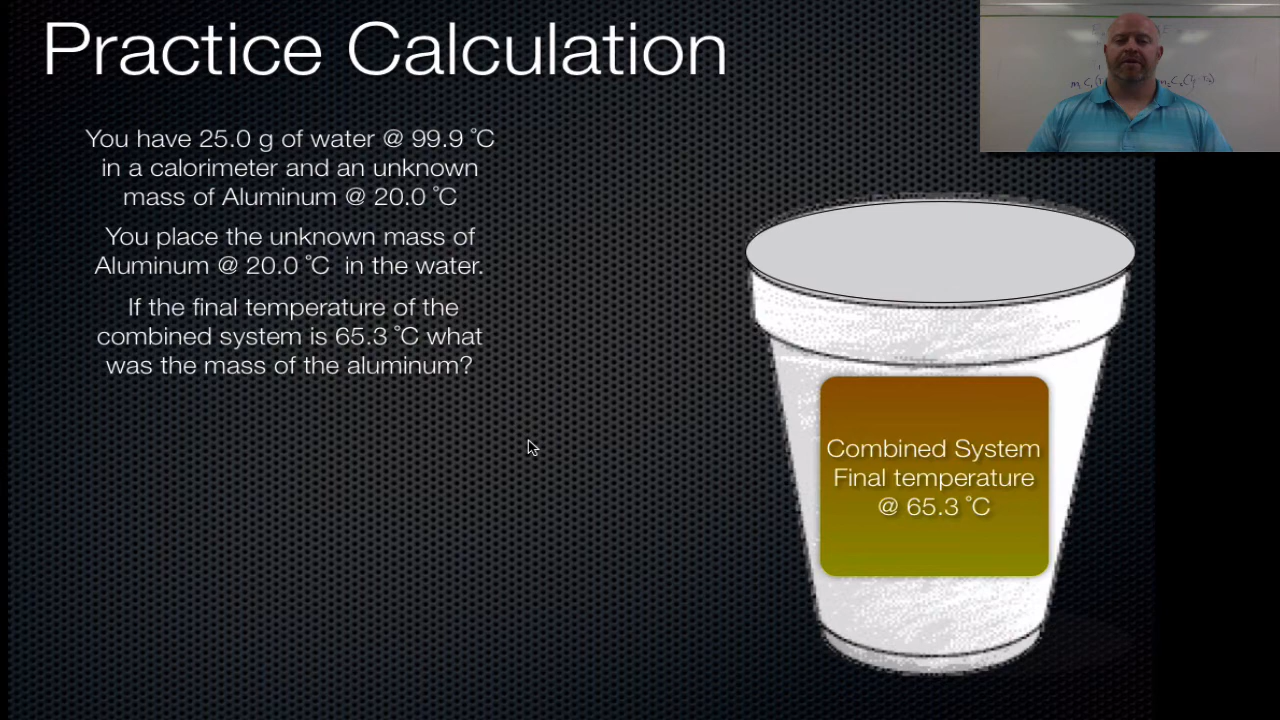 Practice Calculation
You have 25.0 g of water @ 99.9 ˚C
in a calorimeter and an unknown
mass of Aluminum @ 20.0 ˚C
You place the unknown mass of
Aluminum @ 20.0 ˚C in the water.
If the final temperature of the
combined system is 65.3 ˚C what
was the mass of the aluminum?
Combined System
Final temperature
@ 65.3 ˚C